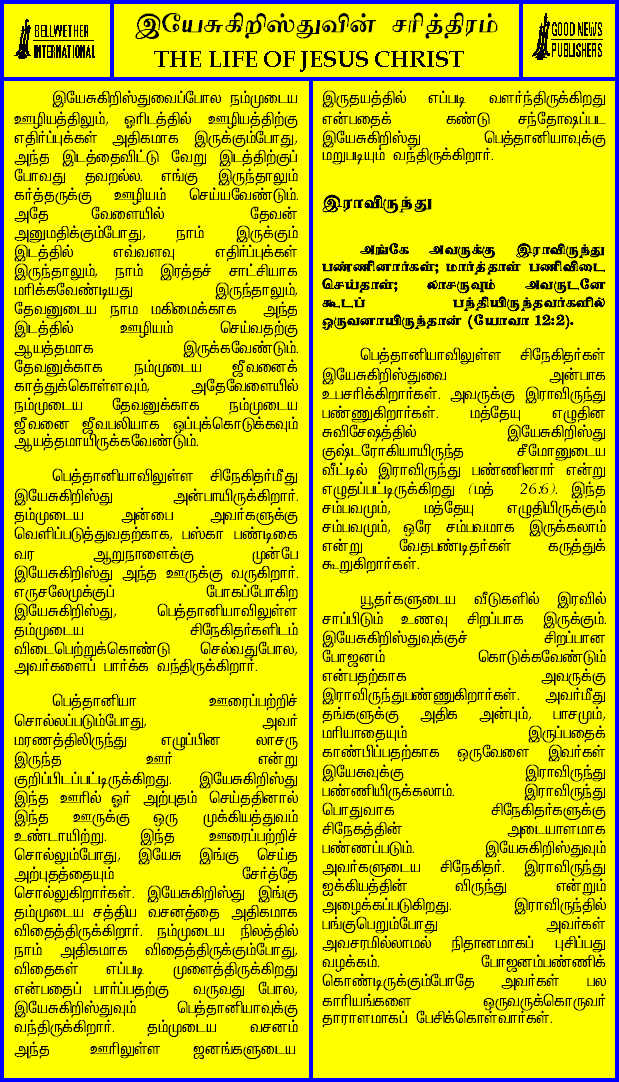 BELLWETHER
INTERNATIONAL
இயேசுகிறிஸ்துவின் சரித்திரம்
THE LIFE OF JESUS CHRIST
GOOD NEWS
PUBLISHERS
இயேசுகிறிஸ்துவைப்போல நம்முடைய
ஊழியத்திலும், ஓரிடத்தில் ஊழியத்திற்கு
எதிர்ப்புக்கள் அதிகமாக இருக்கும்போது,
அந்த இடத்தைவிட்டு வேறு இடத்திற்குப்
போவது தவறல்ல. எங்கு இருந்தாலும்
கர்த்தருக்கு ஊழியம் செய்யவேண்டும்.
அதே வேளையில் தேவன்
அனுமதிக்கும்போது, நாம் இருக்கும்
இடத்தில் எவ்வளவு எதிர்ப்புக்கள்
இருந்தாலும், நாம் இரத்தச் சாட்சியாக
மரிக்கவேண்டியது இருந்தாலும்,
தேவனுடைய நாம மகிமைக்காக அந்த
இடத்தில் ஊழியம் செய்வதற்கு
ஆயத்தமாக இருக்கவேண்டும்.
தேவனுக்காக நம்முடைய ஜீவனைக்
காத்துக்கொள்ளவும், அதேவேளையில்
நம்முடைய தேவனுக்காக நம்முடைய
ஜீவனை ஜீவபலியாக ஒப்புக்கொடுக்கவும்
ஆயத்தமாயிருக்கவேண்டும்.
பெத்தானியாவிலுள்ள சிநேகிதர்மீது
இயேசுகிறிஸ்து அன்பாயிருக்கிறார்.
தம்முடைய அன்பை அவர்களுக்கு
வெளிப்படுத்துவதற்காக, பஸ்கா பண்டிகை
வர ஆறுநாளைக்கு முன்பே
இயேசுகிறிஸ்து அந்த ஊருக்கு வருகிறார்.
எருசலேமுக்குப் போகப்போகிற
இயேசுகிறிஸ்து, பெத்தானியாவிலுள்ள
தம்முடைய சிநேகிதர்களிடம்
விடைபெற்றுக்கொண்டு செல்வதுபோல,
அவர்களைப் பார்க்க வந்திருக்கிறார்.
பெத்தானியா ஊரைப்பற்றிச்
சொல்லப்படும்போது, அவர்
மரணத்திலிருந்து எழுப்பின லாசரு
இருந்த ஊர் என்று
குறிப்பிடப்பட்டிருக்கிறது. இயேசுகிறிஸ்து
இந்த ஊரில் ஓர் அற்புதம் செய்ததினால்
இந்த ஊருக்கு ஒரு முக்கியத்துவம்
உண்டாயிற்று. இந்த ஊரைப்பற்றிச்
சொல்லும்போது, இயேசு இங்கு செய்த
அற்புதத்தையும் சேர்த்தே
சொல்லுகிறார்கள். இயேசுகிறிஸ்து இங்கு
தம்முடைய சத்திய வசனத்தை அதிகமாக
விதைத்திருக்கிறார். நம்முடைய நிலத்தில்
நாம் அதிகமாக விதைத்திருக்கும்போது,
விதைகள் எப்படி முளைத்திருக்கிறது
என்பதைப் பார்ப்பதற்கு வருவது போல,
இயேசுகிறிஸ்துவும் பெத்தானியாவுக்கு
வந்திருக்கிறார். தம்முடைய வசனம்
அந்த ஊரிலுள்ள ஜனங்களுடைய
இருதயத்தில் எப்படி வளர்ந்திருக்கிறது
என்பதைக் கண்டு சந்தோஷப்பட
இயேசுகிறிஸ்து பெத்தானியாவுக்கு
மறுபடியும் வந்திருக்கிறார்.
இராவிருந்து
அங்கே அவருக்கு இராவிருந்து
பண்ணினார்கள்; மார்த்தாள் பணிவிடை
செய்தாள்; லாசருவும் அவருடனே
கூடப் பந்தியிருந்தவர்களில்
ஒருவனாயிருந்தான் (யோவா 12:2).
பெத்தானியாவிலுள்ள சிநேகிதர்கள்
இயேசுகிறிஸ்துவை அன்பாக
உபசரிக்கிறார்கள். அவருக்கு இராவிருந்து
பண்ணுகிறார்கள். மத்தேயு எழுதின
சுவிசேஷத்தில் இயேசுகிறிஸ்து
குஷ்டரோகியாயிருந்த சீமோனுடைய
வீட்டில் இராவிருந்து பண்ணினார் என்று
எழுதப்பட்டிருக்கிறது (மத் 26:6). இந்த
சம்பவமும், மத்தேயு எழுதியிருக்கும்
சம்பவமும், ஒரே சம்பவமாக இருக்கலாம்
என்று வேதபண்டிதர்கள் கருத்துக்
கூறுகிறார்கள்.
யூதர்களுடைய வீடுகளில் இரவில்
சாப்பிடும் உணவு சிறப்பாக இருக்கும்.
இயேசுகிறிஸ்துவுக்குச் சிறப்பான
போஜனம் கொடுக்கவேண்டும்
என்பதற்காக அவருக்கு
இராவிருந்துபண்ணுகிறார்கள். அவர்மீது
தங்களுக்கு அதிக அன்பும், பாசமும்,
மரியாதையும் இருப்பதைக்
காண்பிப்பதற்காக ஒருவேளை இவர்கள்
இயேசுவுக்கு இராவிருந்து
பண்ணியிருக்கலாம். இராவிருந்து
பொதுவாக சிநேகிதர்களுக்கு
சிநேகத்தின் அடையாளமாக
பண்ணப்படும். இயேசுகிறிஸ்துவும்
அவர்களுடைய சிநேகிதர். இராவிருந்து
ஐக்கியத்தின் விருந்து என்றும்
அழைக்கப்படுகிறது. இராவிருந்தில்
பங்குபெறும்போது அவர்கள்
அவசரமில்லாமல் நிதானமாகப் புசிப்பது
வழக்கம். போஜனம்பண்ணிக்
கொண்டிருக்கும்போதே அவர்கள் பல
காரியங்களை ஒருவருக்கொருவர்
தாராளமாகப் பேசிக்கொள்வார்கள்.